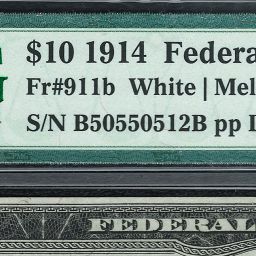 $10 1914 Federa
Fr#911b White | Mel
S/N B50550512B pp
FEDERAL